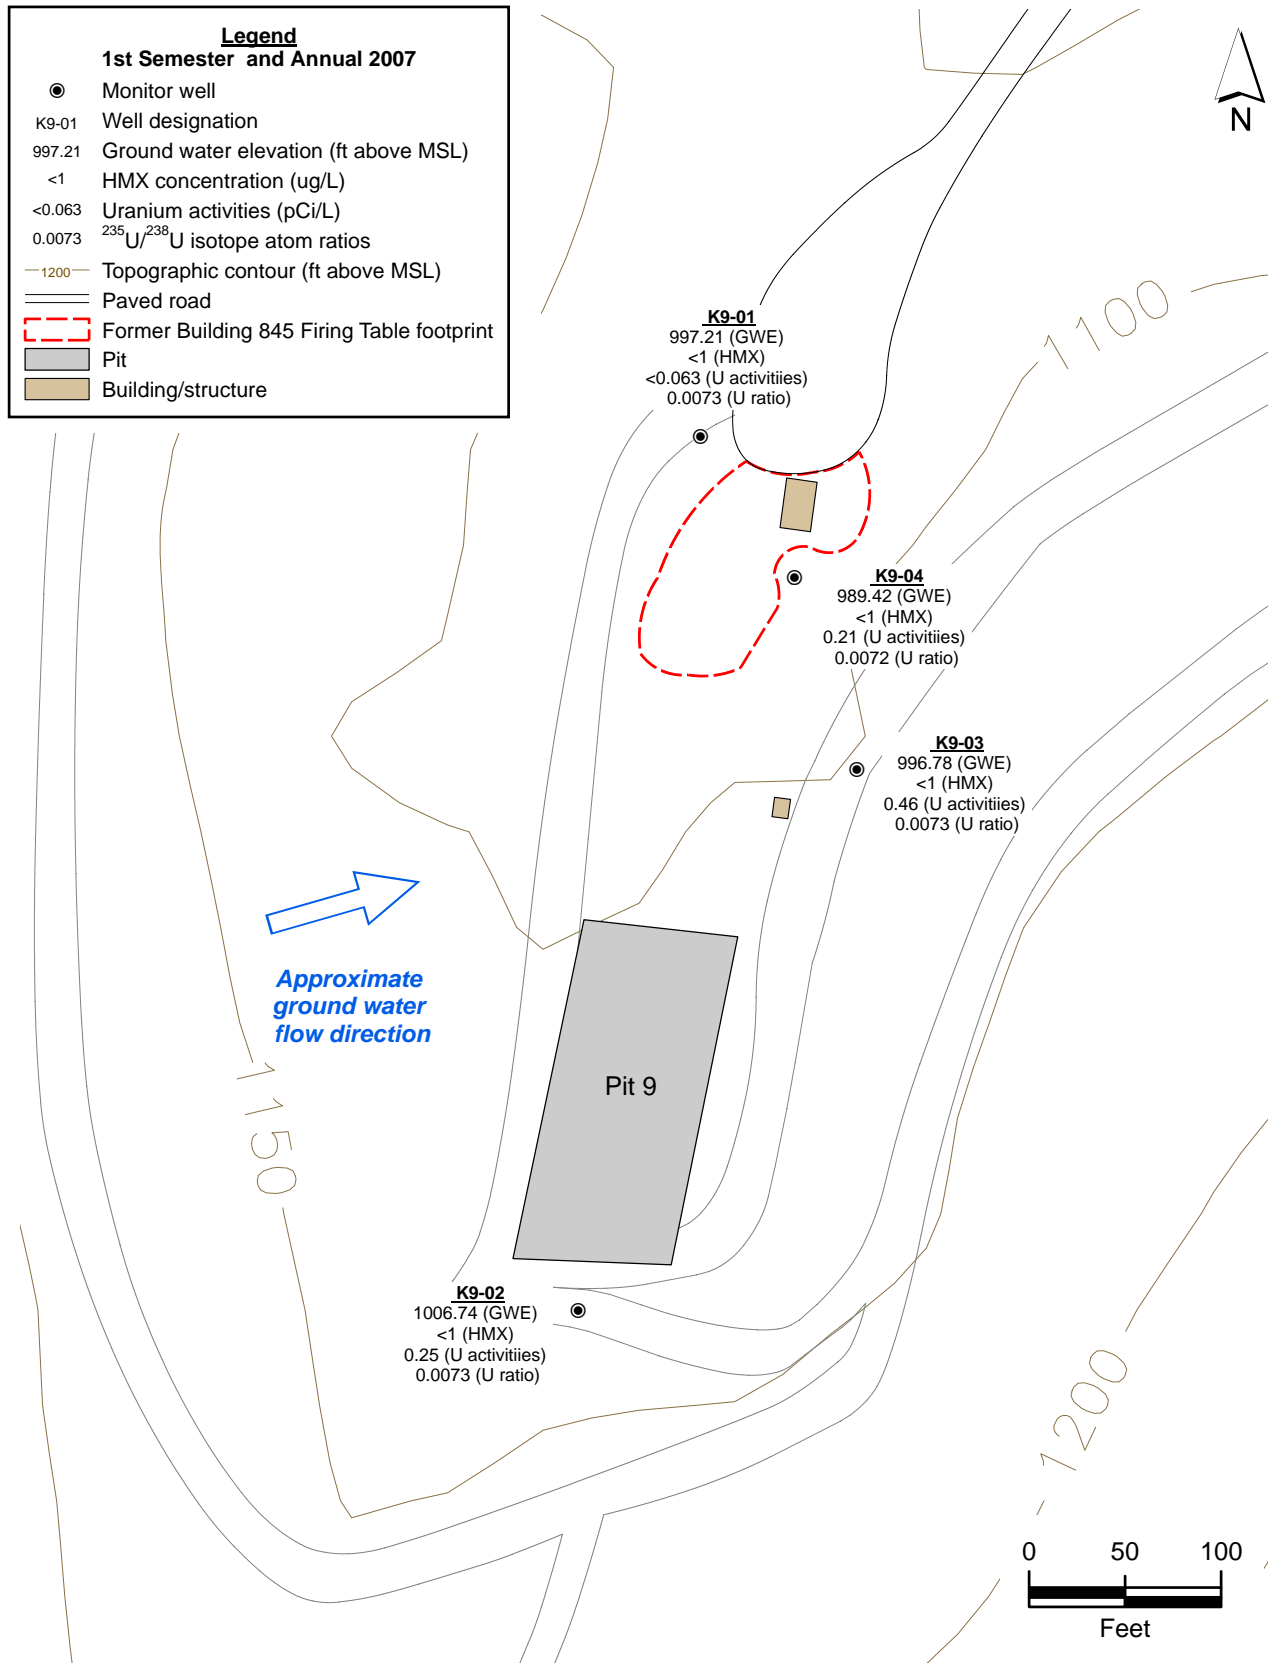 Legend
1st Semester and Annual 2007
Monitor well
K9-01 Well designation
997.21 Ground water elevation (ft above MSL)
<1 HMX concentration (ug/L)
<0.063 Uranium activities (pCi/L)
0.0073 235U/238U isotope atom ratios
1200 Topographic contour (ft above MSL)
Paved road
Former Building 845 Firing Table footprint
Pit
Building/structure
N
1100
K9-01
997.21 (GWE)
<1 (HMX)
<0.063 (U activitiies)
0.0073 (U ratio)
K9-04
989.42 (GWE)
<1 (HMX)
0.21 (U activitiies)
0.0072 (U ratio)
K9-03
996.78 (GWE)
<1 (HMX)
0.46 (U activitiies)
0.0073 (U ratio)
Approximate
ground water
flow direction
Pit 9
1150
K9-02
1006.74 (GWE)
<1 (HMX)
0.25 (U activitiies)
0.0073 (U ratio)
1200
0 50 100
Feet